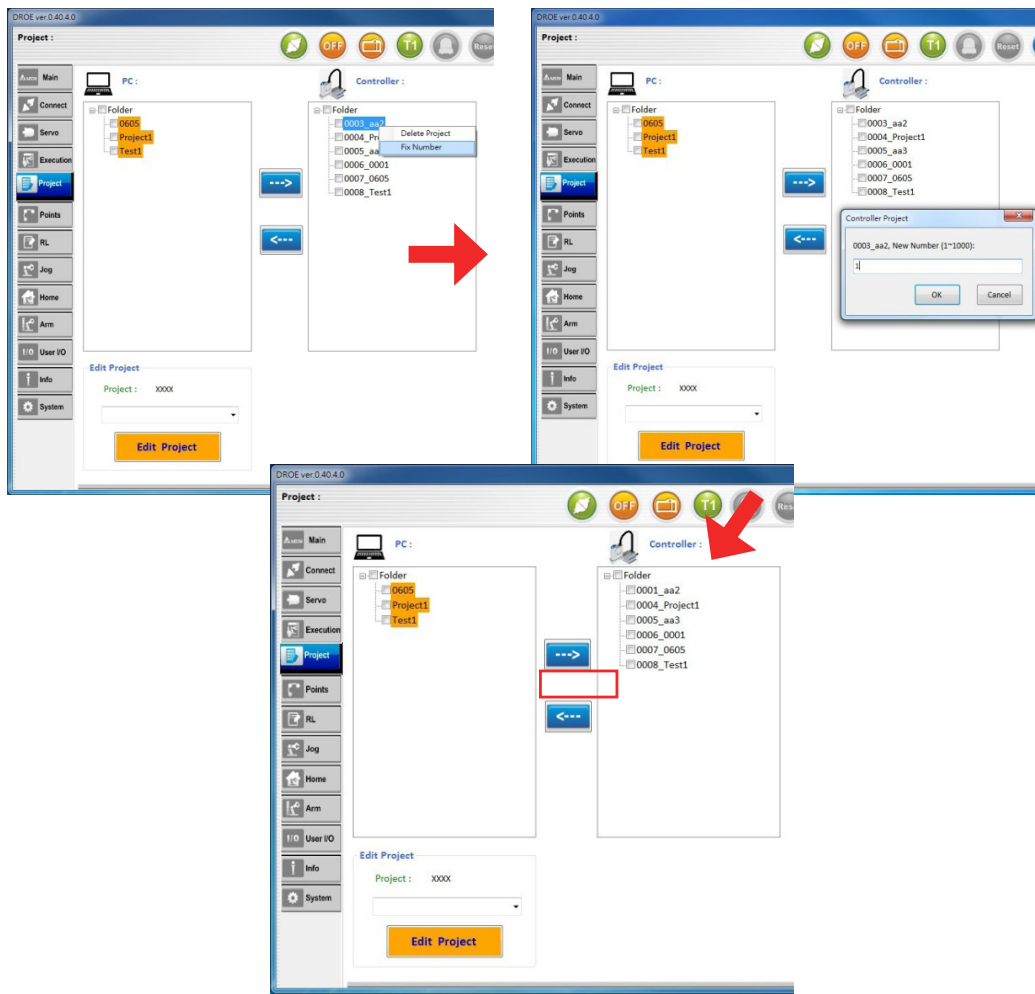 DROE ver.0.40.4.0
Project :
OFF
T1
Reset
Main
Connect
Servo
Execution
Project
Points
RL
Jog
Home
Arm
I/O User I/O
Info
System
PC :
Folder
0605
Project1
Test1
--->
<---
Controller :
Folder
0003_aa2
0004_Pr
0005_aa
0006_0001
0007_0605
0008_Test1
Delete Project
Fix Number
Edit Project
Project : XXXX
Edit Project
DROE ver.0.40.4.0
Project :
OFF
T1
Reset
Main
Connect
Servo
Execution
Project
Points
RL
Jog
Home
Arm
I/O User I/O
Info
System
PC :
Folder
0605
Project1
Test1
--->
<---
Controller :
Folder
0003_aa2
0004_Project1
0005_aa3
0006_0001
0007_0605
0008_Test1
Controller Project
0003_aa2, New Number (1~1000):
1
OK
Cancel
Edit Project
Project : XXXX
Edit Project
DROE ver.0.40.4.0
Project :
OFF
T1
Res
Main
Connect
Servo
Execution
Project
Points
RL
Jog
Home
Arm
I/O User I/O
Info
System
PC :
Folder
0605
Project1
Test1
--->
<---
Controller :
Folder
0001_aa2
0004_Project1
0005_aa3
0006_0001
0007_0605
0008_Test1
Edit Project
Project : XXXX
Edit Project